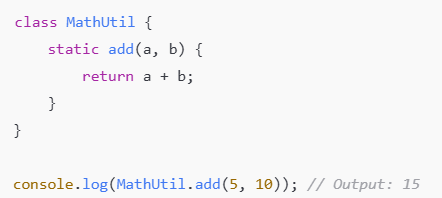 class MathUtil {
    static add(a, b) {
        return a + b;
    }
}

console.log(MathUtil.add(5, 10)); // Output: 15